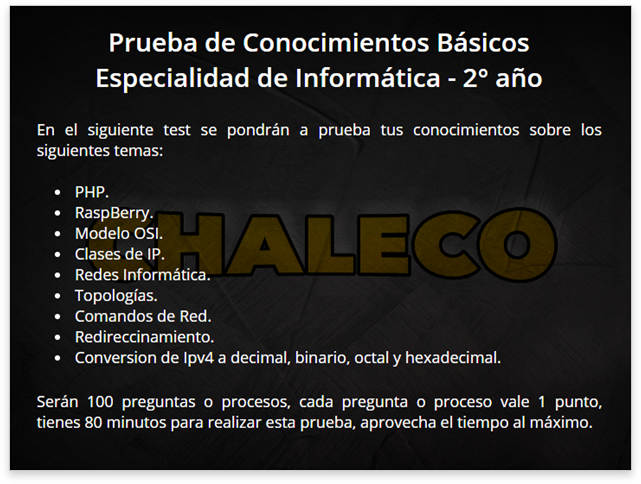 Prueba de Conocimientos Básicos
Especialidad de Informática - 2° año
En el siguiente test se pondrán a prueba tus conocimientos sobre los
siguientes temas:
• PHP.
• RaspBerry.
• Modelo OSI.
• Clases de IP.
• Redes Informática.
• Topologías.
• Comandos de Red.
• Redireccinamiento.
• Conversion de Ipv4 a decimal, binario, octal y hexadecimal.
CHALECO
Serán 100 preguntas o procesos, cada pregunta o proceso vale 1 punto,
tienes 80 minutos para realizar esta prueba, aprovecha el tiempo al máximo.